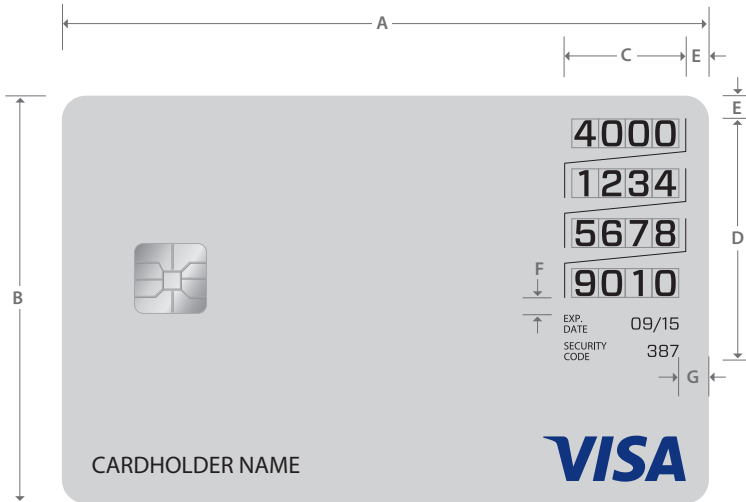 A
C E
E
4000
1234
D
5678
F
B
9010
EXP.
DATE 09/15
SECURITY
CODE 387
G
CARDHOLDER NAME
VISA